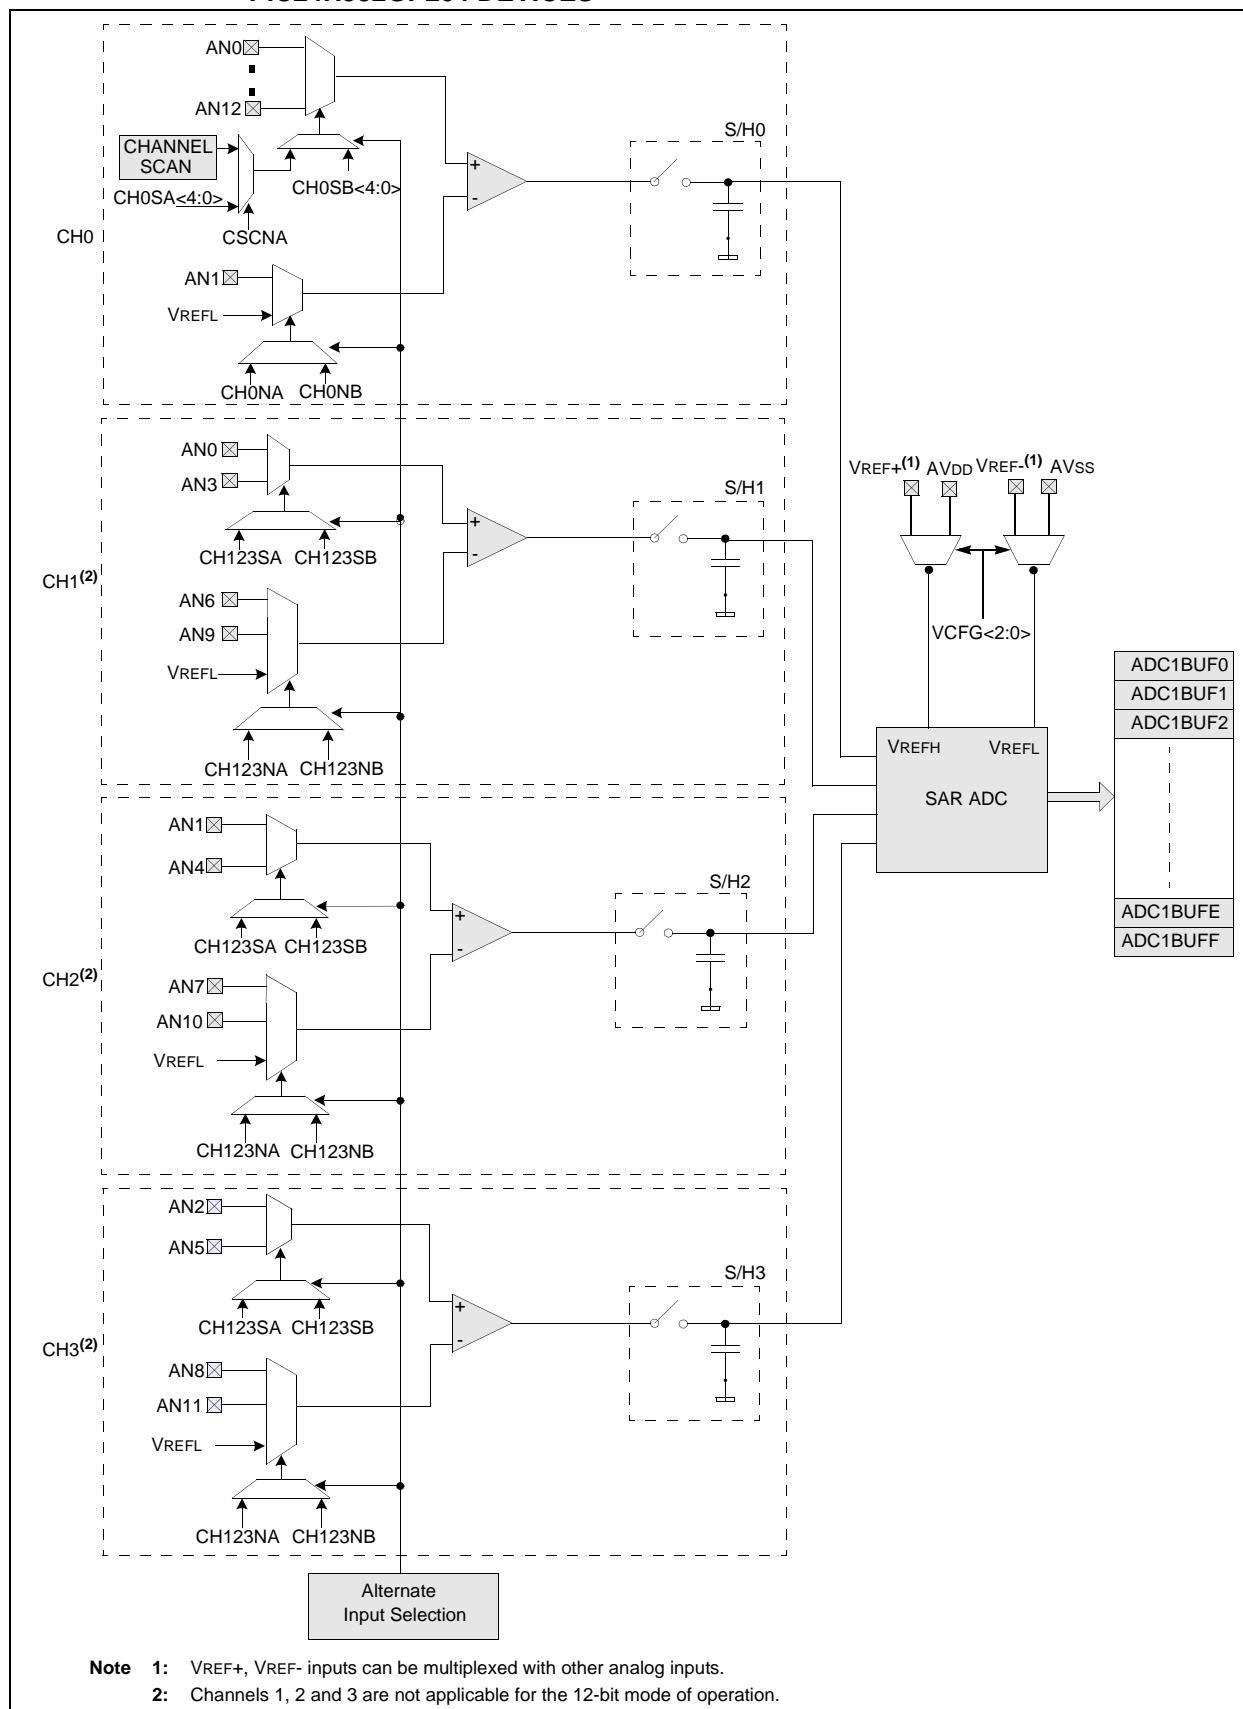 AN0
AN12
CHANNEL
SCAN
CH0SA<4:0>
CH0SB<4:0>
CSCNA
CH0
AN1
VREFL
CH0NA CH0NB
+
-
S/H0
AN0
AN3
CH123SA CH123SB
CH1(2)
AN6
AN9
VREFL
CH123NA CH123NB
+
-
S/H1
VREF+(1) AVDD VREF-(1) AVSS
VCFG<2:0>
VREFH VREFL
SAR ADC
ADC1BUF0
ADC1BUF1
ADC1BUF2
ADC1BUFE
ADC1BUFF
AN1
AN4
CH123SA CH123SB
CH2(2)
AN7
AN10
VREFL
CH123NA CH123NB
+
-
S/H2
AN2
AN5
CH123SA CH123SB
CH3(2)
AN8
AN11
VREFL
CH123NA CH123NB
+
-
S/H3
Alternate
Input Selection
Note 1: VREF+, VREF- inputs can be multiplexed with other analog inputs.
2: Channels 1, 2 and 3 are not applicable for the 12-bit mode of operation.